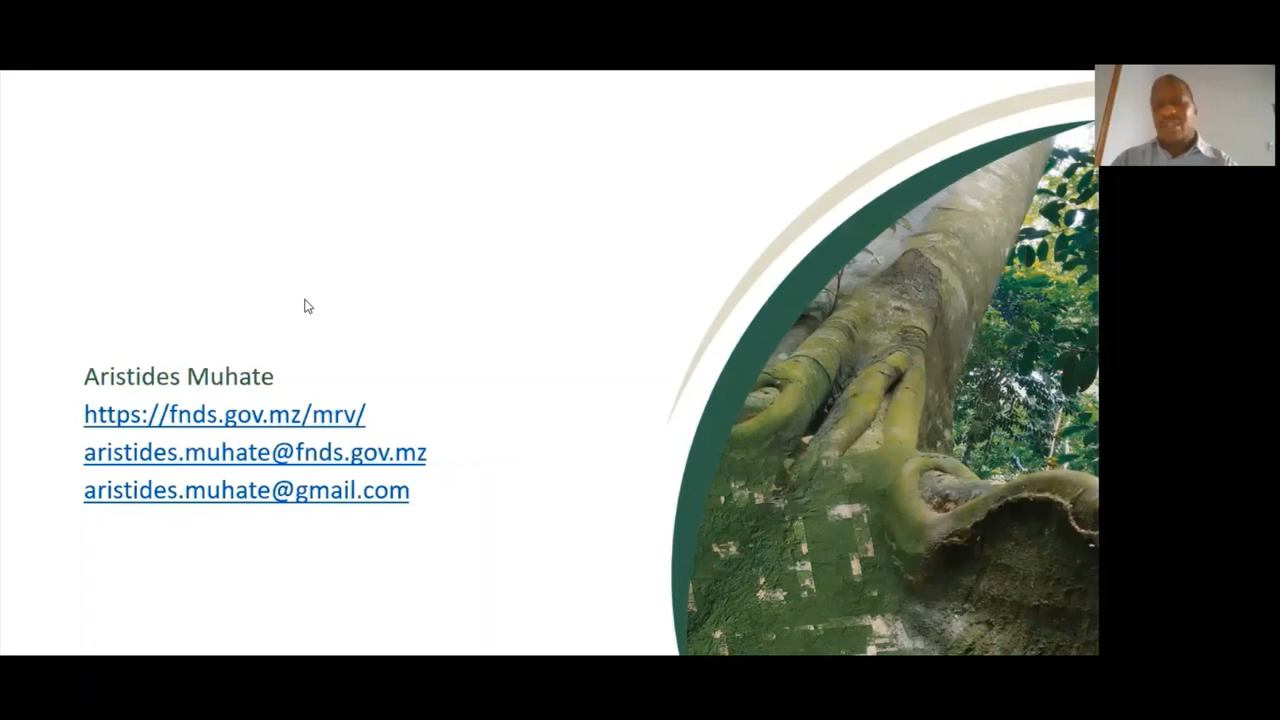 Aristides Muhate
https://fnds.gov.mz/mrv/
aristides.muhate@fnds.gov.mz
aristides.muhate@gmail.com